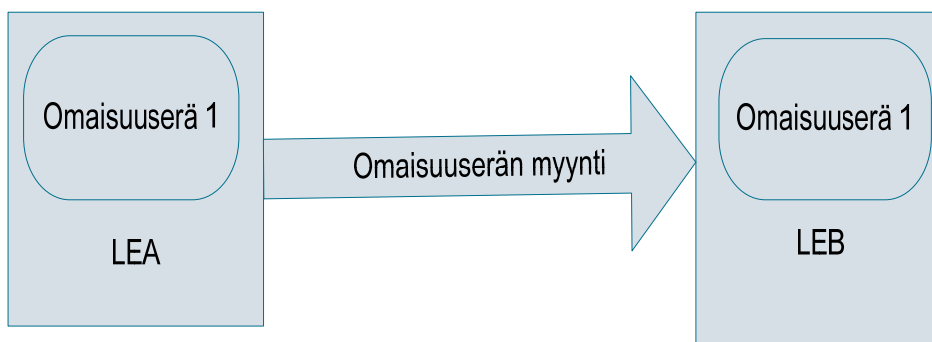 Omaisuuserä 1
LEA
Omaisuuserän myynti
Omaisuuserä 1
LEB